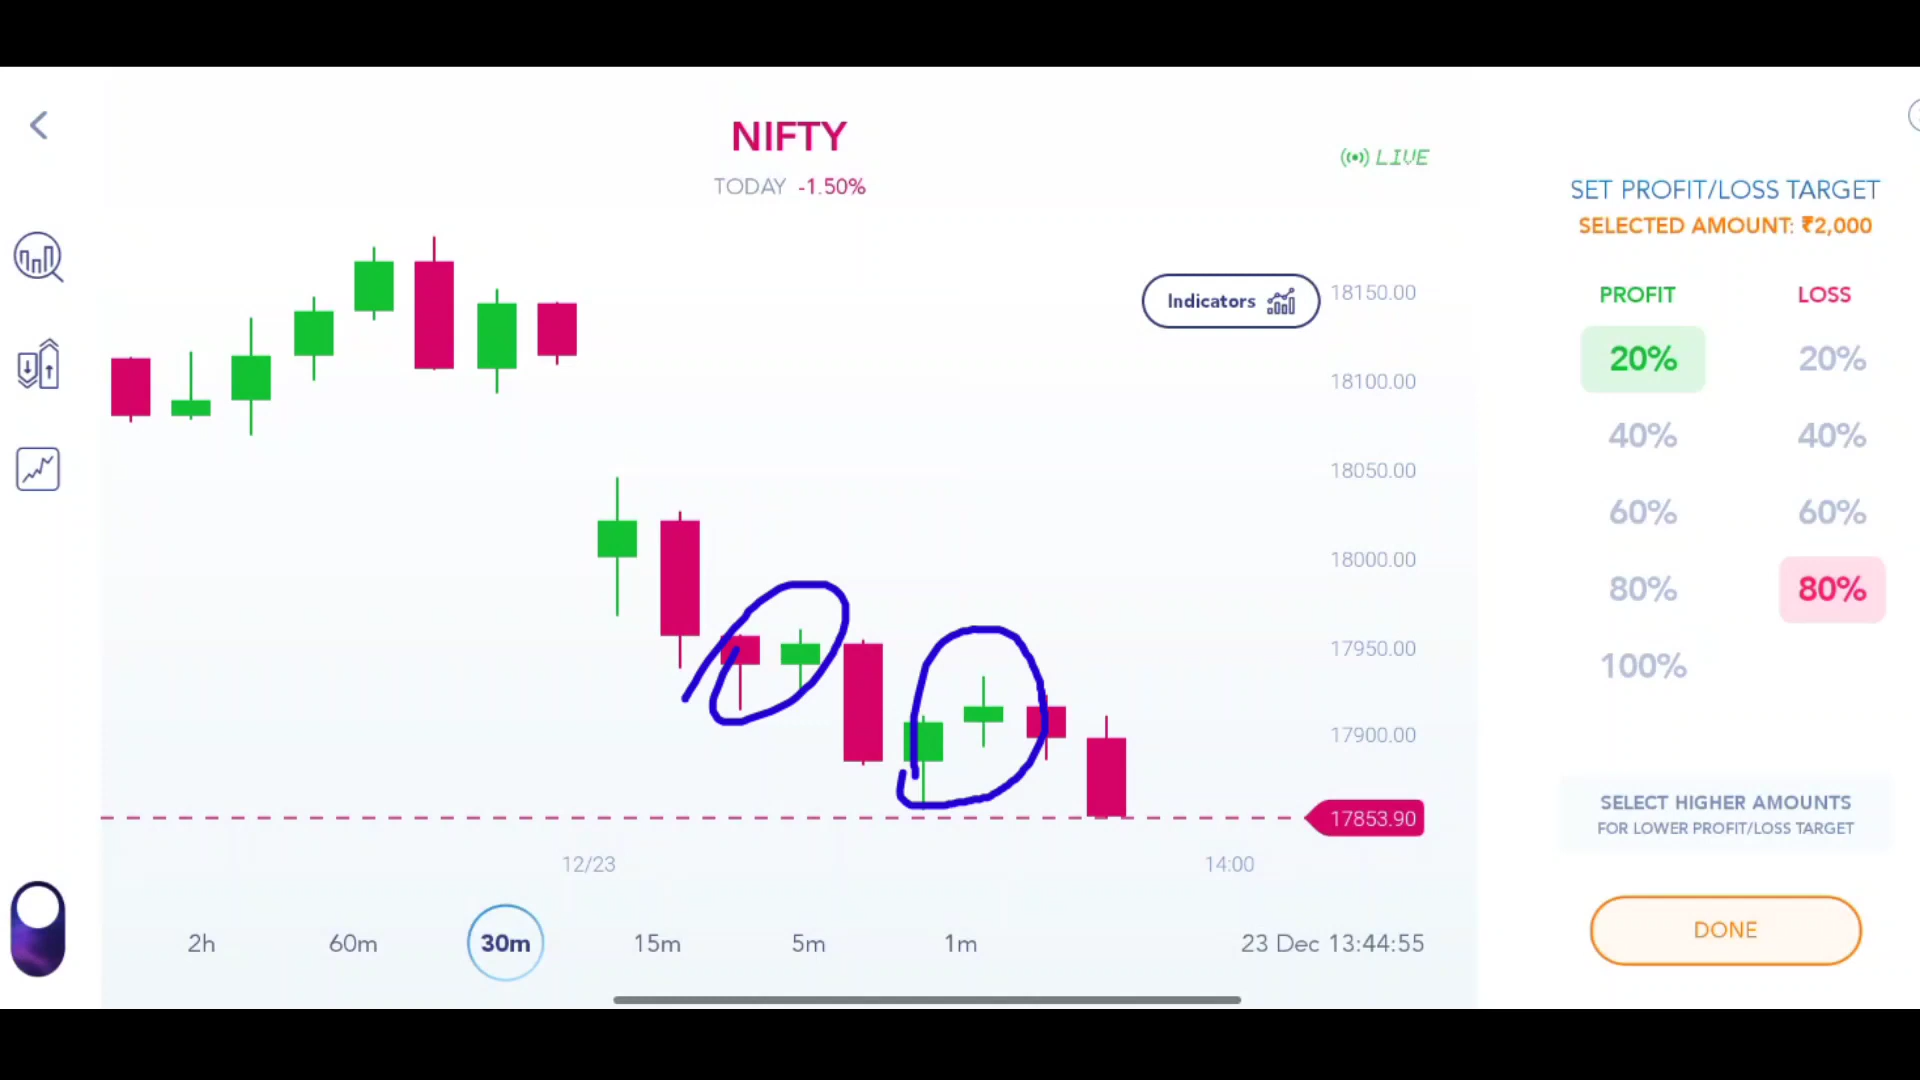 NIFTY
TODAY -1.50%
LIVE
SET PROFIT/LOSS TARGET
SELECTED AMOUNT: ₹2,000
Indicators
18150.00
18100.00
18050.00
18000.00
17950.00
17900.00
17853.90
PROFIT LOSS
20% 20%
40% 40%
60% 60%
80% 80%
100%
SELECT HIGHER AMOUNTS
FOR LOWER PROFIT/LOSS TARGET
DONE
12/23 14:00
2h 60m 30m 15m 5m 1m 23 Dec 13:44:55